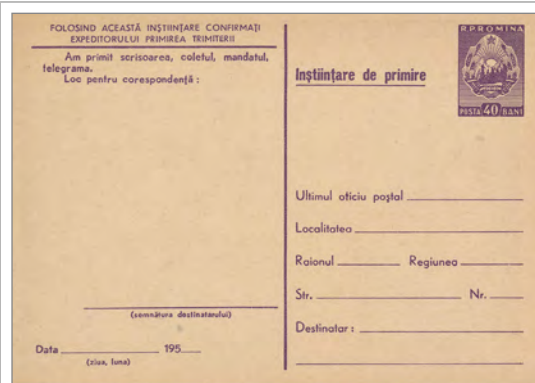 FOLOSIND ACEASTĂ INȘTIINȚARE CONFIRMAȚI
EXPEDITORULUI PRIMIREA TRIMITERII
Am primit scrisoarea, coletul, mandatul,
telegrama.
Loc pentru corespondență :
(semnătura destinatarului)
Data 195
(ziua, luna)
R.P.ROMINA
POSTA 40 BANI
Inștiințare de primire
Ultimul oficiu poștal
Localitatea
Raionul Regiunea
Str. Nr.
Destinatar :